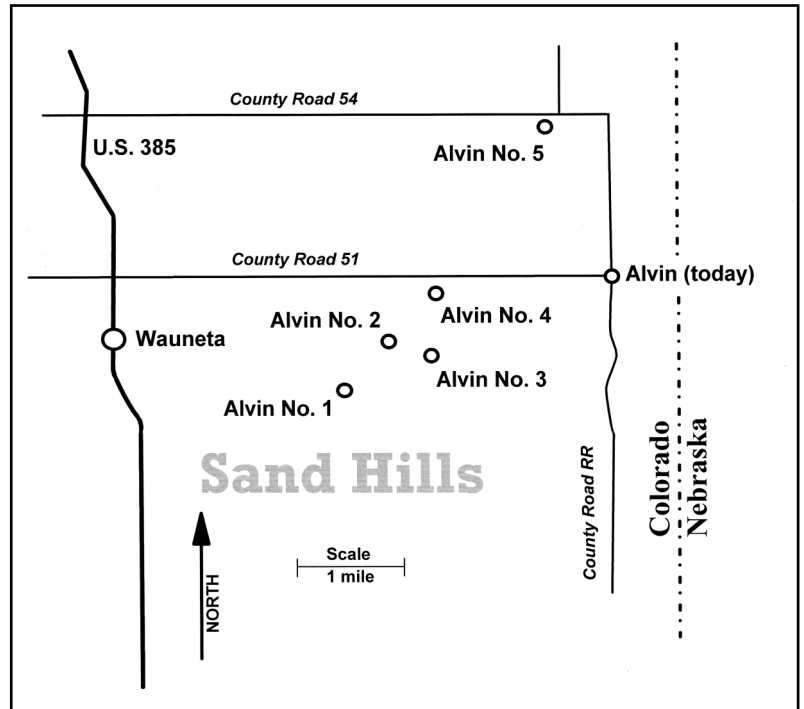 County Road 54
U.S. 385
Alvin No. 5
County Road 51
Alvin (today)
Alvin No. 2
Alvin No. 4
Wauneta
Alvin No. 3
Alvin No. 1
Sand Hills
Colorado
Nebraska
County Road RR
NORTH
Scale
1 mile